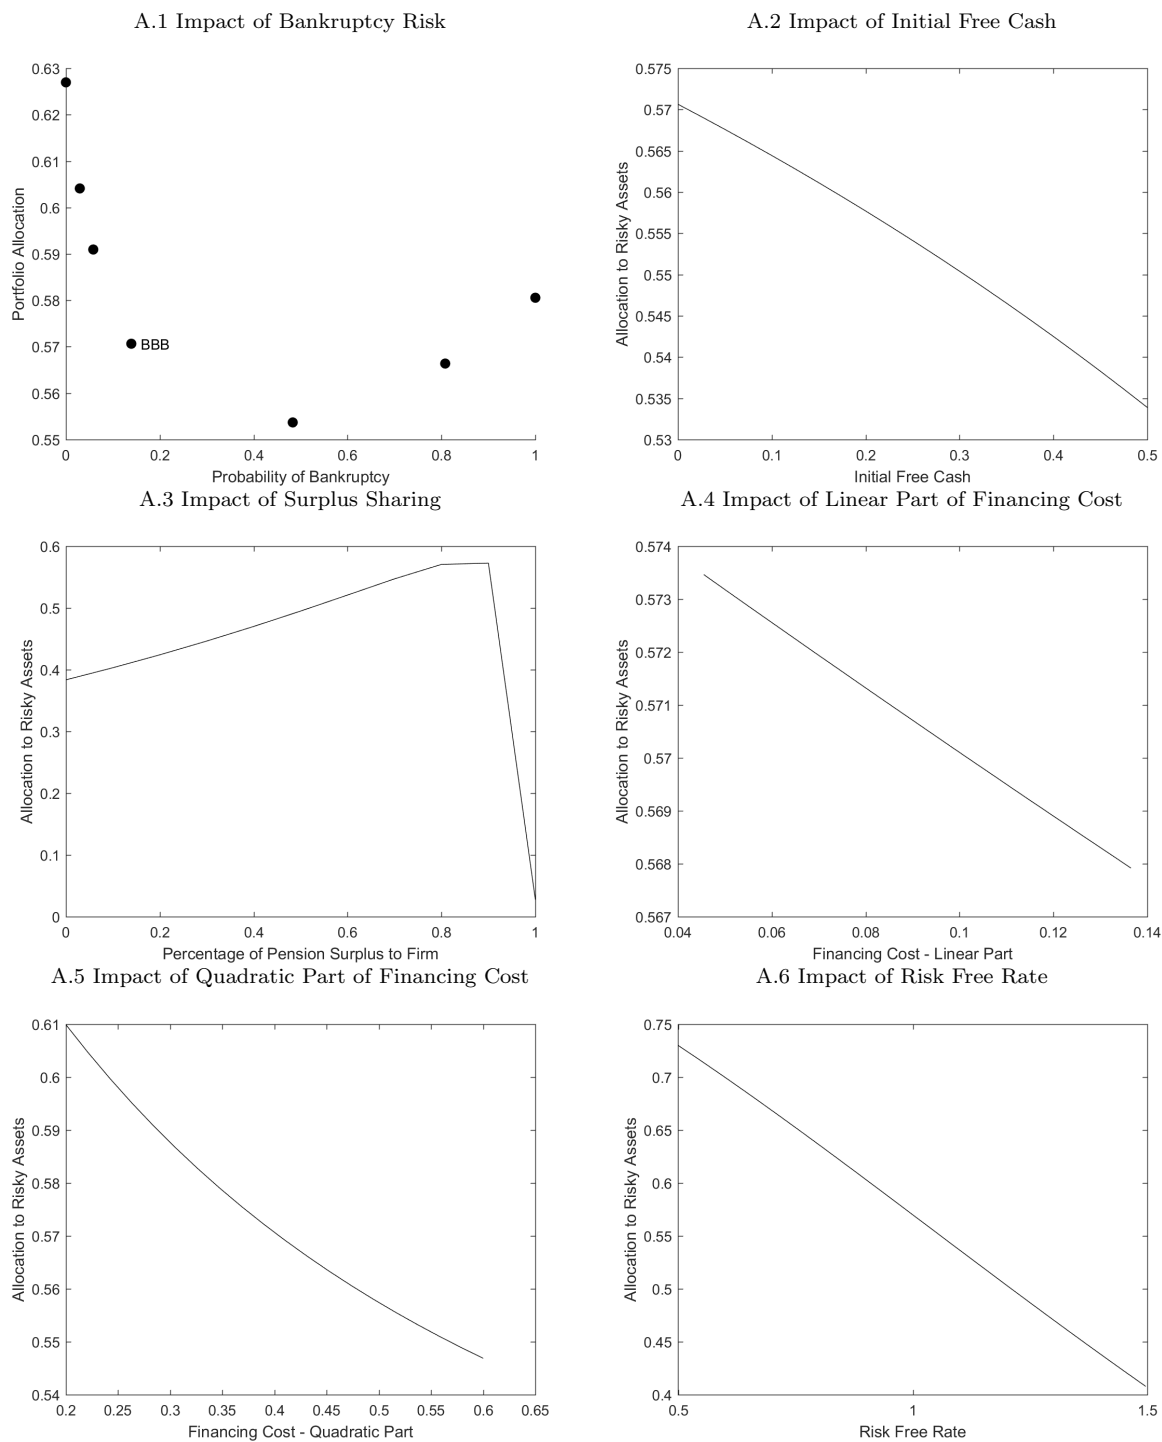 A.1 Impact of Bankruptcy Risk
0.63
0.62
0.61
0.6
0.59
0.58
0.57
0.56
0.55
Portfolio Allocation
BBB
0 0.2 0.4 0.6 0.8 1
Probability of Bankruptcy
A.2 Impact of Initial Free Cash
0.575
0.57
0.565
0.56
0.555
0.55
0.545
0.54
0.535
0.53
Allocation to Risky Assets
0 0.1 0.2 0.3 0.4 0.5
Initial Free Cash
A.3 Impact of Surplus Sharing
0.6
0.5
0.4
0.3
0.2
0.1
0
Allocation to Risky Assets
0 0.2 0.4 0.6 0.8 1
Percentage of Pension Surplus to Firm
A.4 Impact of Linear Part of Financing Cost
0.574
0.573
0.572
0.571
0.57
0.569
0.568
0.567
Allocation to Risky Assets
0.04 0.06 0.08 0.1 0.12 0.14
Financing Cost - Linear Part
A.5 Impact of Quadratic Part of Financing Cost
0.61
0.6
0.59
0.58
0.57
0.56
0.55
0.54
Allocation to Risky Assets
0.2 0.25 0.3 0.35 0.4 0.45 0.5 0.55 0.6 0.65
Financing Cost - Quadratic Part
A.6 Impact of Risk Free Rate
0.75
0.7
0.65
0.6
0.55
0.5
0.45
0.4
Allocation to Risky Assets
0.5 1 1.5
Risk Free Rate